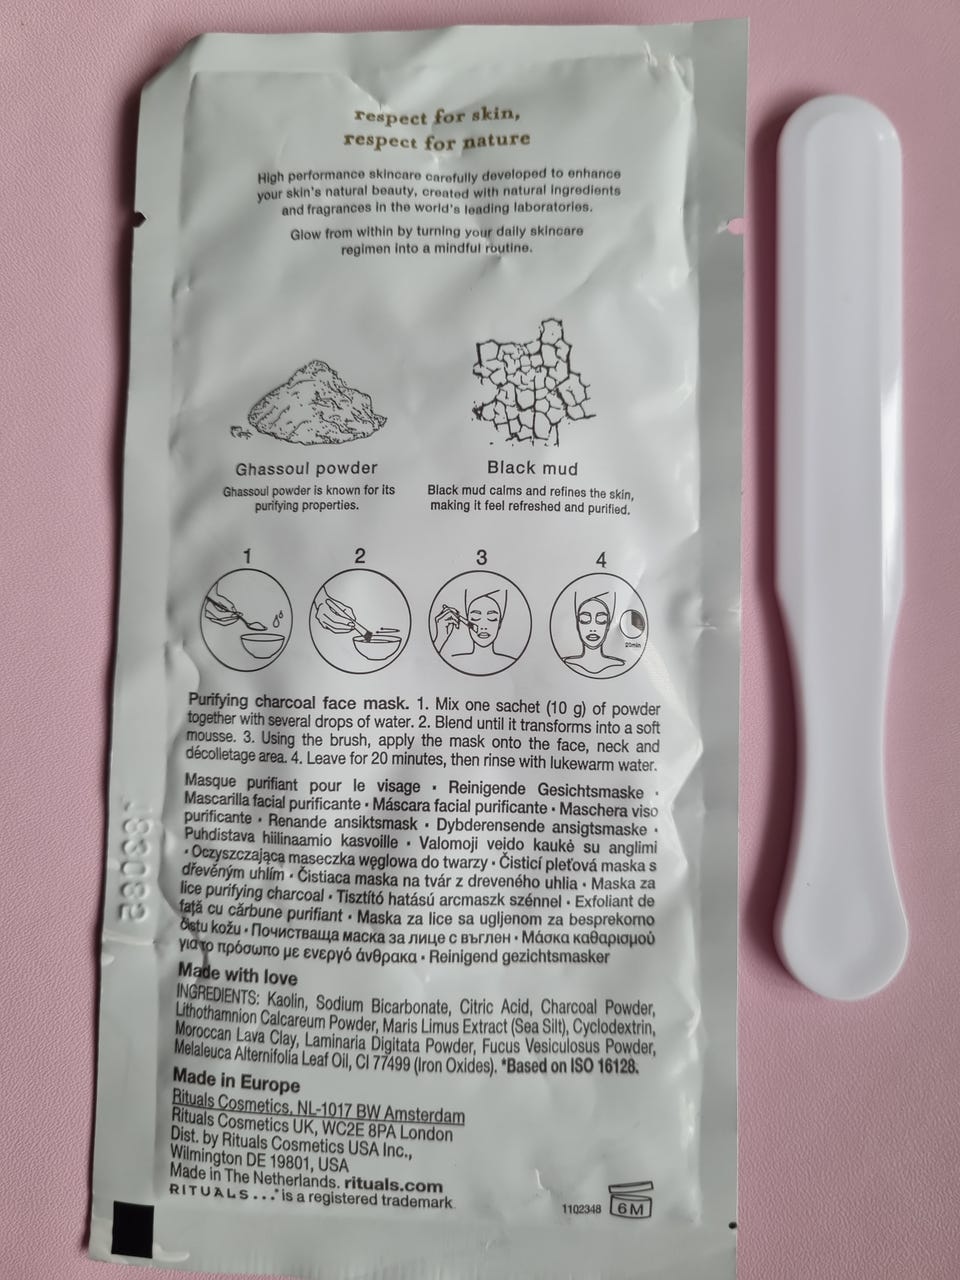 respect for skin,
respect for nature
High performance skincare carefully developed to enhance
your skin's natural beauty, created with natural ingredients
and fragrances in the world's leading laboratories.
Glow from within by turning your daily skincare
regimen into a mindful routine.
Ghassoul powder
Ghassoul powder is known for its
purifying properties.
Black mud
Black mud calms and refines the skin,
making it feel refreshed and purified.
1 2 3 4
20min
Purifying charcoal face mask. 1. Mix one sachet (10 g) of powder
together with several drops of water. 2. Blend until it transforms into a soft
mousse. 3. Using the brush, apply the mask onto the face, neck and
décolletage area. 4. Leave for 20 minutes, then rinse with lukewarm water.
Masque purifiant pour le visage · Reinigende Gesichtsmaske ·
Mascarilla facial purificante · Máscara facial purificante · Maschera viso
purificante · Renande ansiktsmask · Dybderensende ansigtsmaske ·
Puhdistava hiilinaamio kasvoille · Valomoji veido kaukė su anglimi
· Oczyszczająca maseczka węglowa do twarzy · Čisticí pleťová maska s
dřevěným uhlím · Čistiaca maska na tvár z dreveného uhlia · Maska za
lice purifying charcoal · Tisztító hatású arcmaszk szénnel · Exfoliant de
față cu cărbune purifiant · Maska za lice sa ugljenom za besprekorno
čistu kožu · Почистваща маска за лице с въглен · Μάσκα καθαρισμού
για το πρόσωπο με ενεργό άνθρακα · Reinigend gezichtsmasker
Made with love
INGREDIENTS: Kaolin, Sodium Bicarbonate, Citric Acid, Charcoal Powder,
Lithothamnion Calcareum Powder, Maris Limus Extract (Sea Silt), Cyclodextrin,
Moroccan Lava Clay, Laminaria Digitata Powder, Fucus Vesiculosus Powder,
Melaleuca Alternifolia Leaf Oil, CI 77499 (Iron Oxides). *Based on ISO 16128.
Made in Europe
Rituals Cosmetics, NL-1017 BW Amsterdam
Rituals Cosmetics UK, WC2E 8PA London
Dist. by Rituals Cosmetics USA Inc.,
Wilmington DE 19801, USA
Made in The Netherlands. rituals.com
RITUALS...® is a registered trademark
1102348 6M